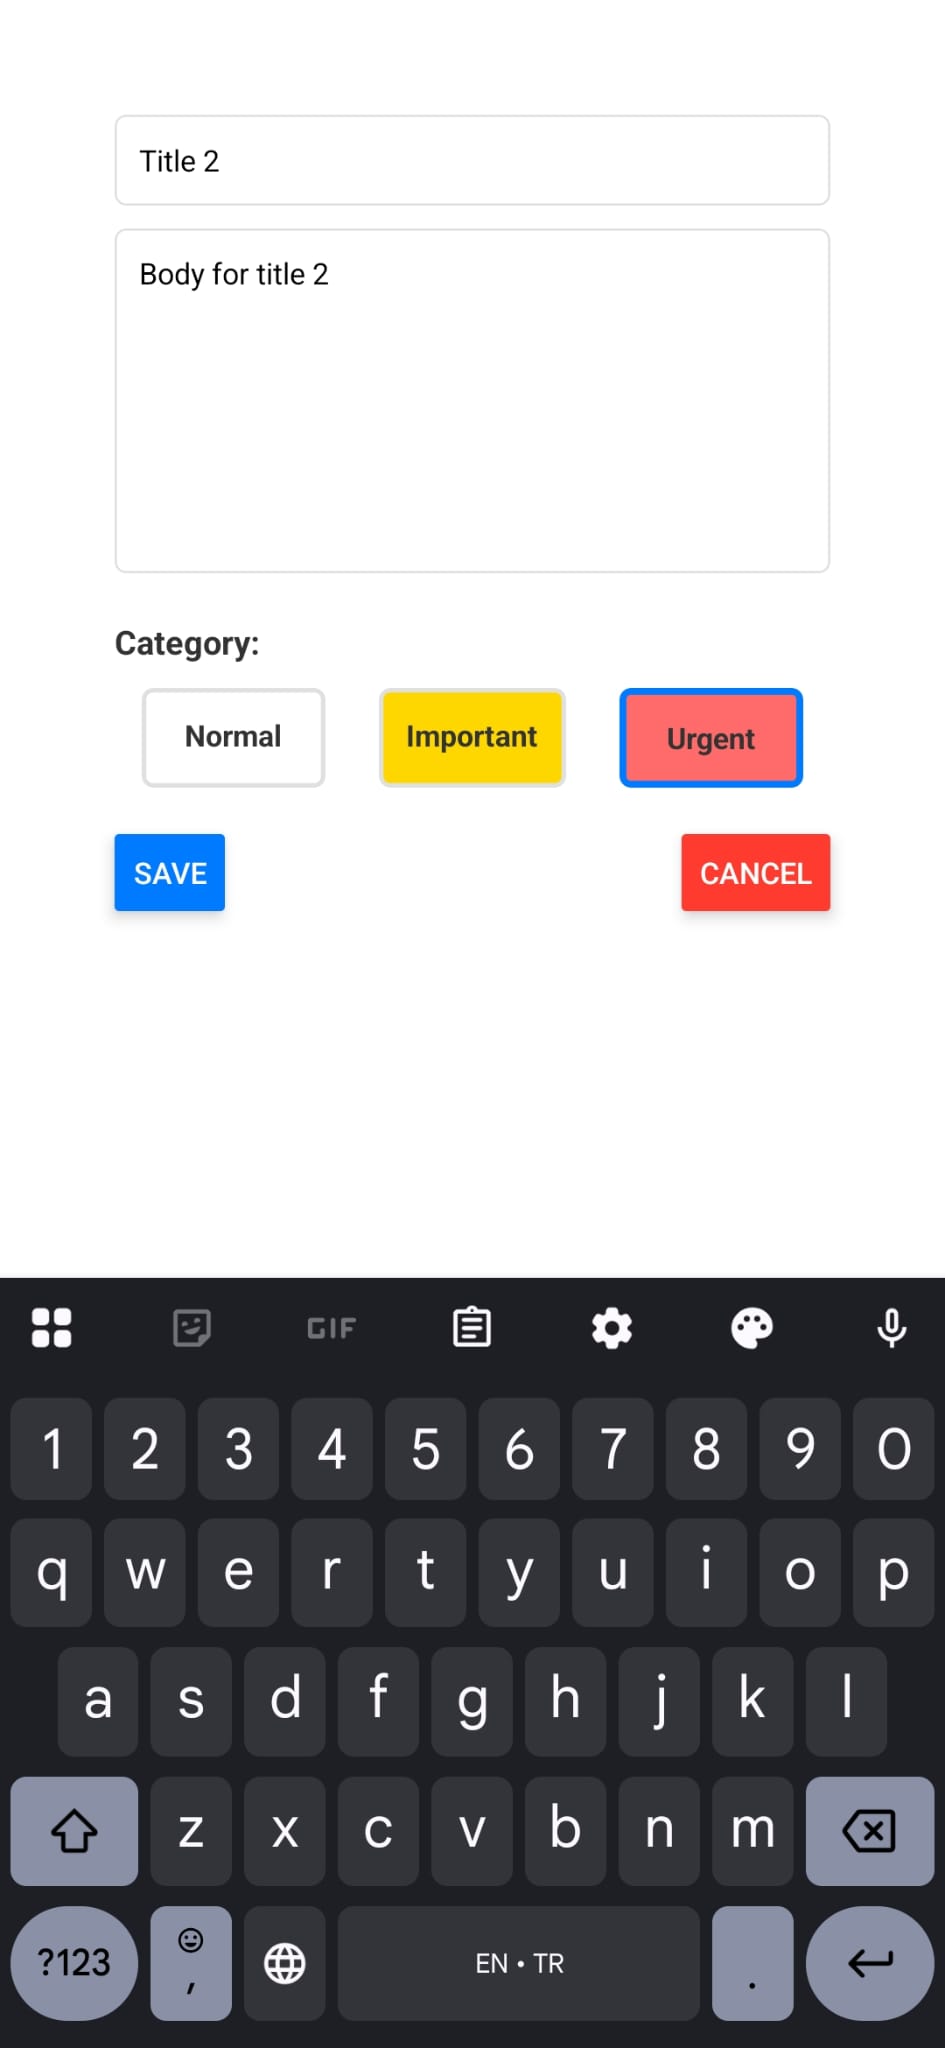 Title 2
Body for title 2
Category:
Normal Important Urgent
SAVE CANCEL
GIF
1 2 3 4 5 6 7 8 9 0
q w e r t y u i o p
a s d f g h j k l
z x c v b n m
?123 , EN • TR .